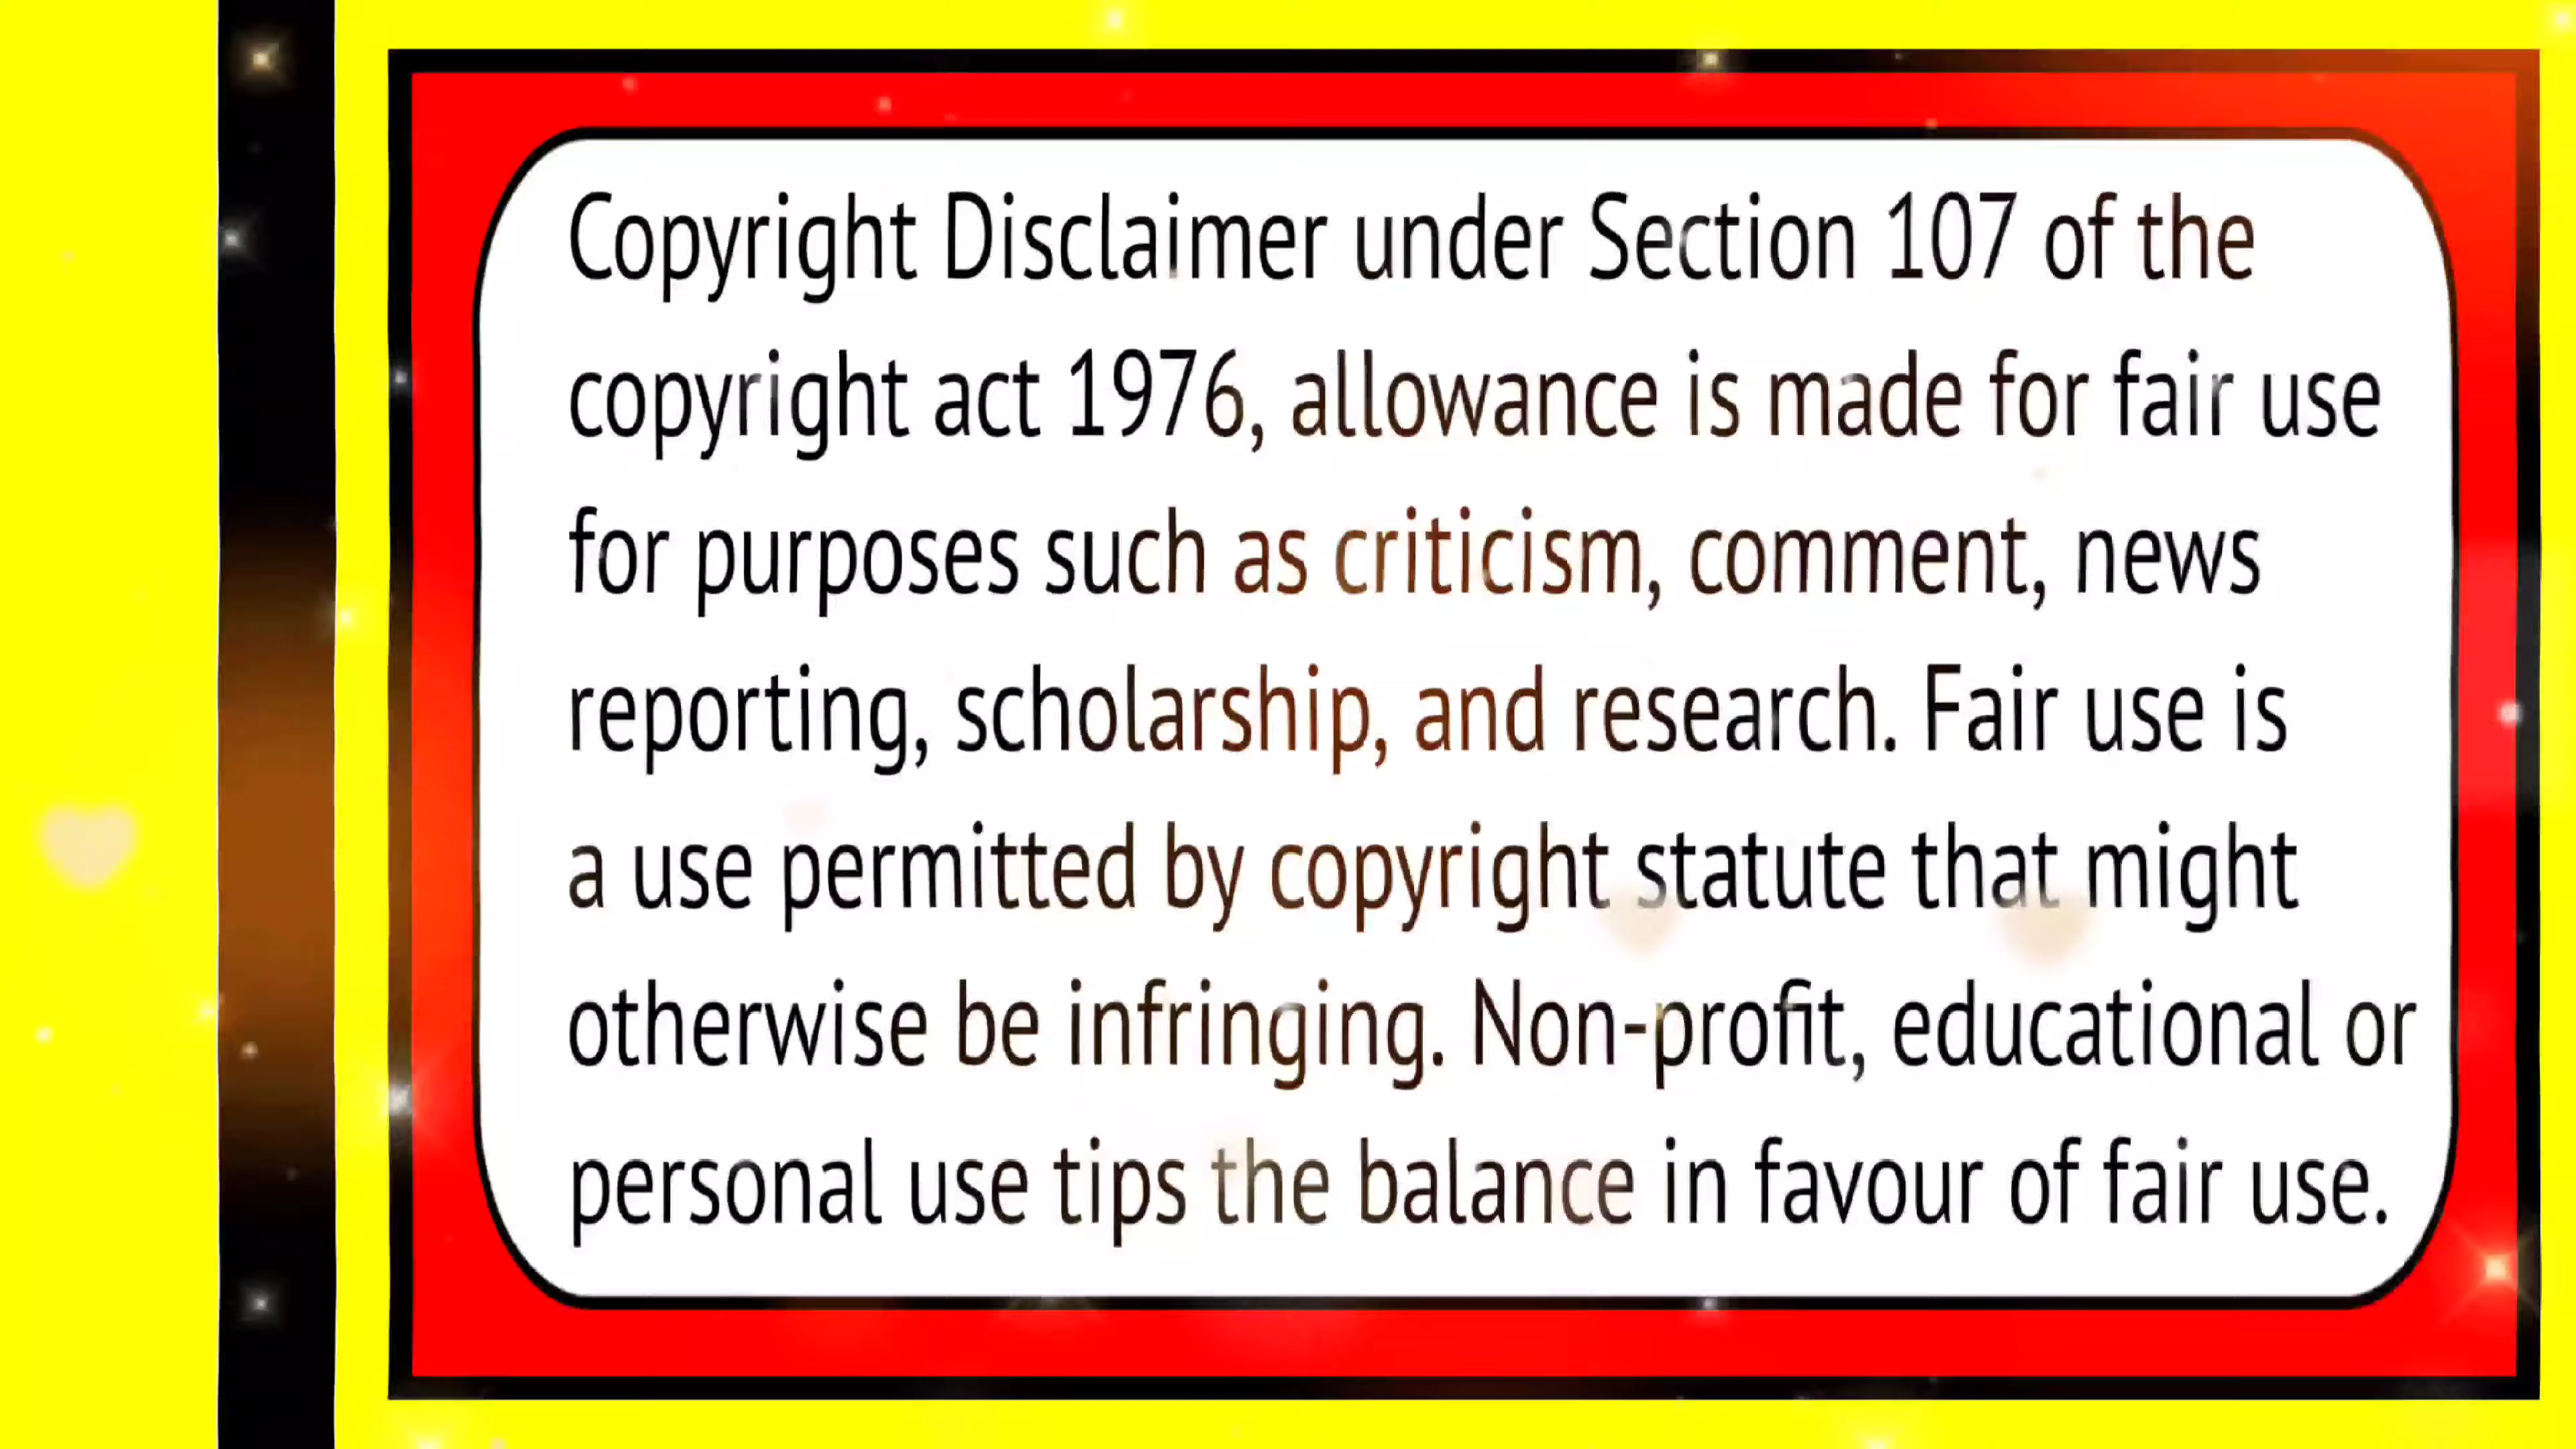 Copyright Disclaimer under Section 107 of the
copyright act 1976, allowance is made for fair use
for purposes such as criticism, comment, news
reporting, scholarship, and research. Fair use is
a use permitted by copyright statute that might
otherwise be infringing. Non-profit, educational or
personal use tips the balance in favour of fair use.